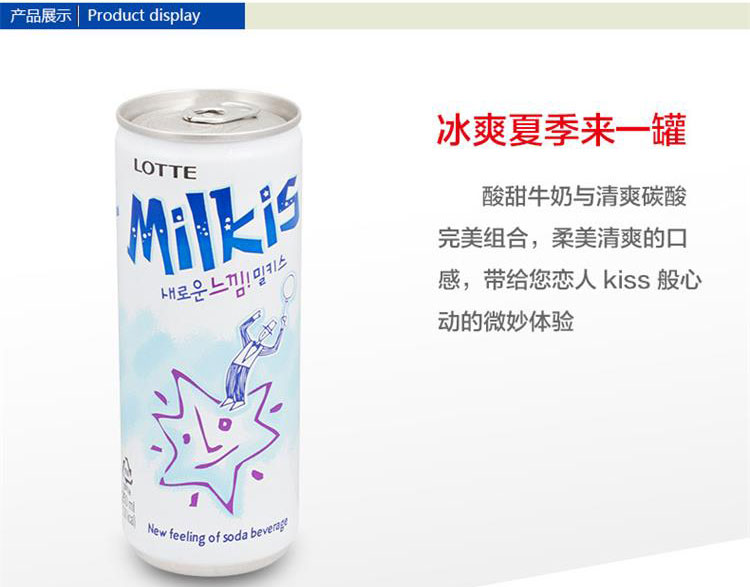 产品展示 | Product display
冰爽夏季来一罐
酸甜牛奶与清爽碳酸
完美组合，柔美清爽的口
感，带给您恋人 kiss 般心
动的微妙体验
LOTTE
Milkis
새로운느낌!밀키스
New feeling of soda beverage